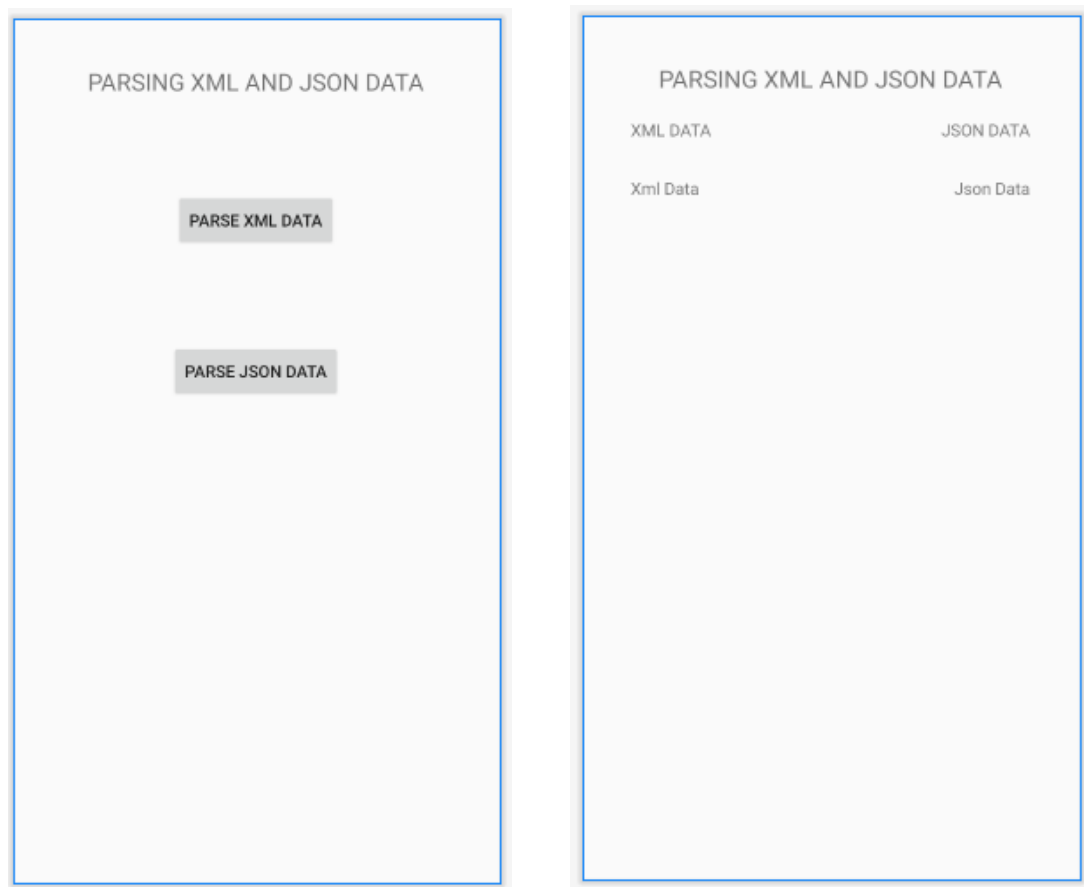 PARSING XML AND JSON DATA
PARSE XML DATA
PARSE JSON DATA
PARSING XML AND JSON DATA
XML DATA JSON DATA
Xml Data Json Data